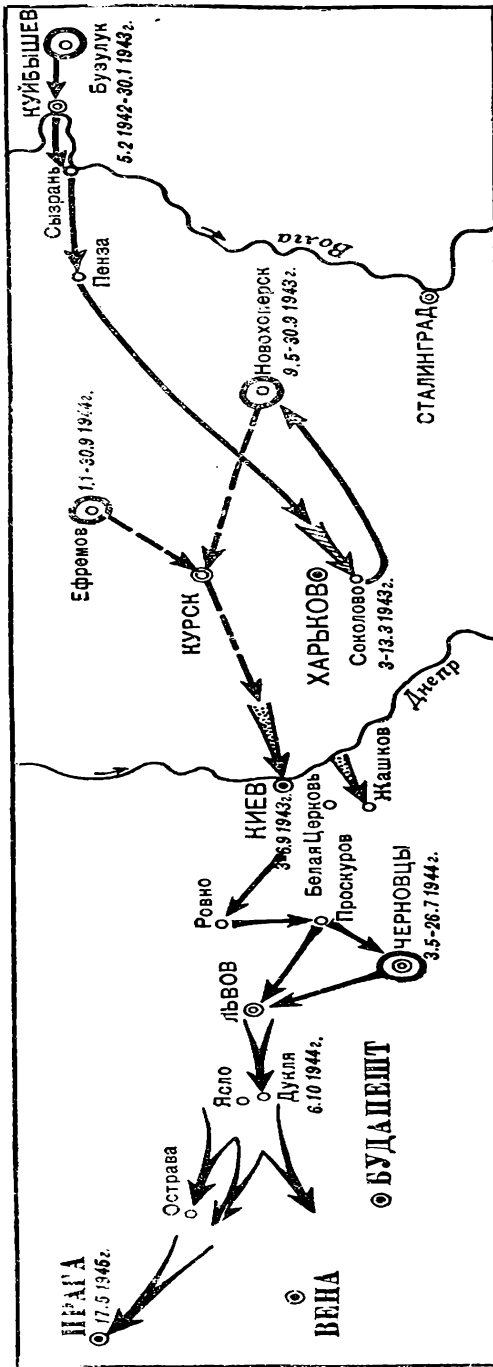 ПРАГА
17.5 1945г.
ВЕНА
Острава
БУДАПЕШТ
Ясло
Дукля
6.10 1944г.
ЛЬВОВ
Ровно
Проскуров
ЧЕРНОВЦЫ
3.5-26.7 1944г.
КИЕВ
3-6.9 1943г.
Белая Церковь
Жашков
Днепр
Ефремов
1.1-30.9 1944г.
КУРСК
ХАРЬКОВ
Соколово
3-13.3 1943г.
Новохоперск
9.5-30.9 1943г.
Пенза
Сызрань
КУЙБЫШЕВ
Бузулук
5.2 1942-30.1 1943г.
Волга
СТАЛИНГРАД